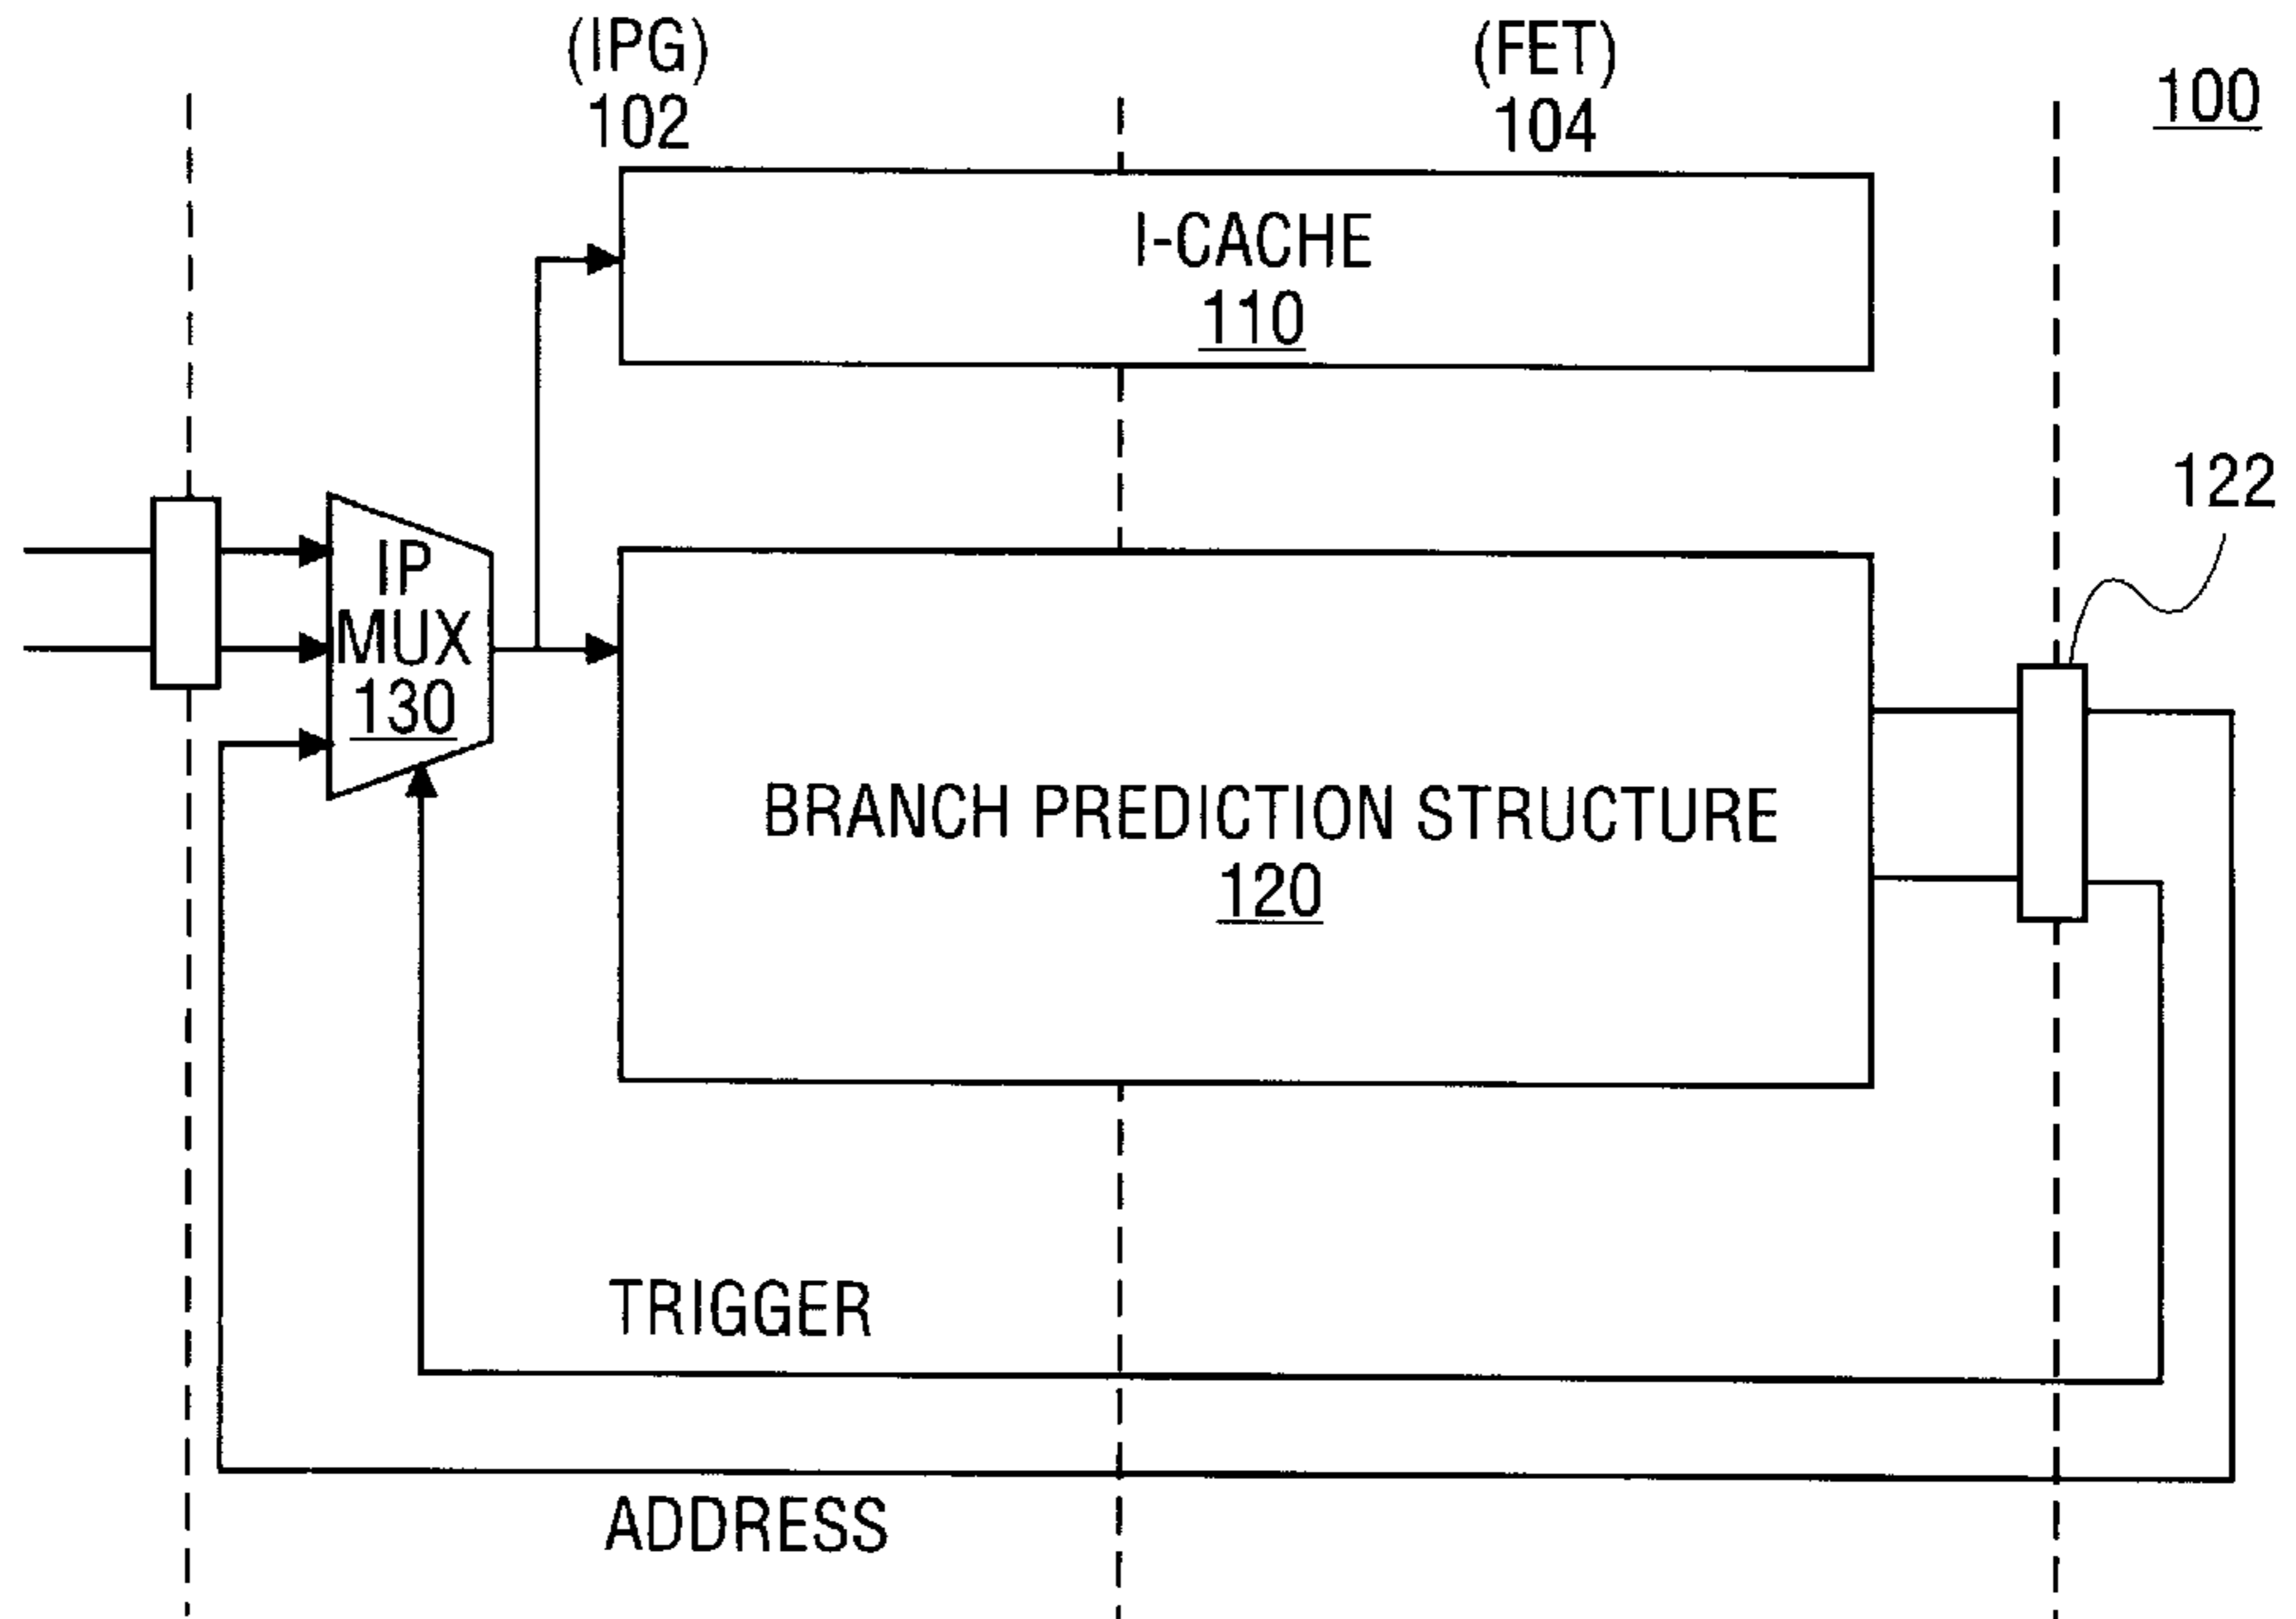 (IPG)
102
(FET)
104
100
I-CACHE
110
122
IP
MUX
130
BRANCH PREDICTION STRUCTURE
120
TRIGGER
ADDRESS